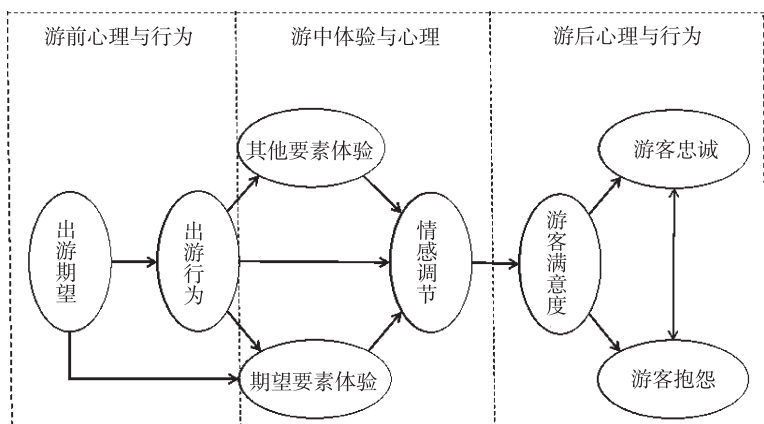 游前心理与行为
游中体验与心理
游后心理与行为
其他要素体验
游客忠诚
出游期望
出游行为
情感调节
游客满意度
期望要素体验
游客抱怨